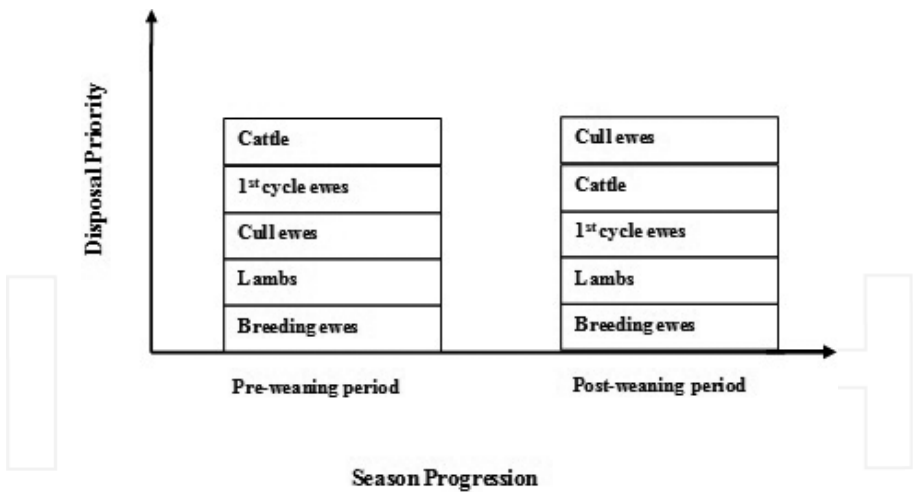 Disposal Priority
Cattle
1st cycle ewes
Cull ewes
Lambs
Breeding ewes
Cull ewes
Cattle
1st cycle ewes
Lambs
Breeding ewes
Pre-weaning period
Post-weaning period
Season Progression